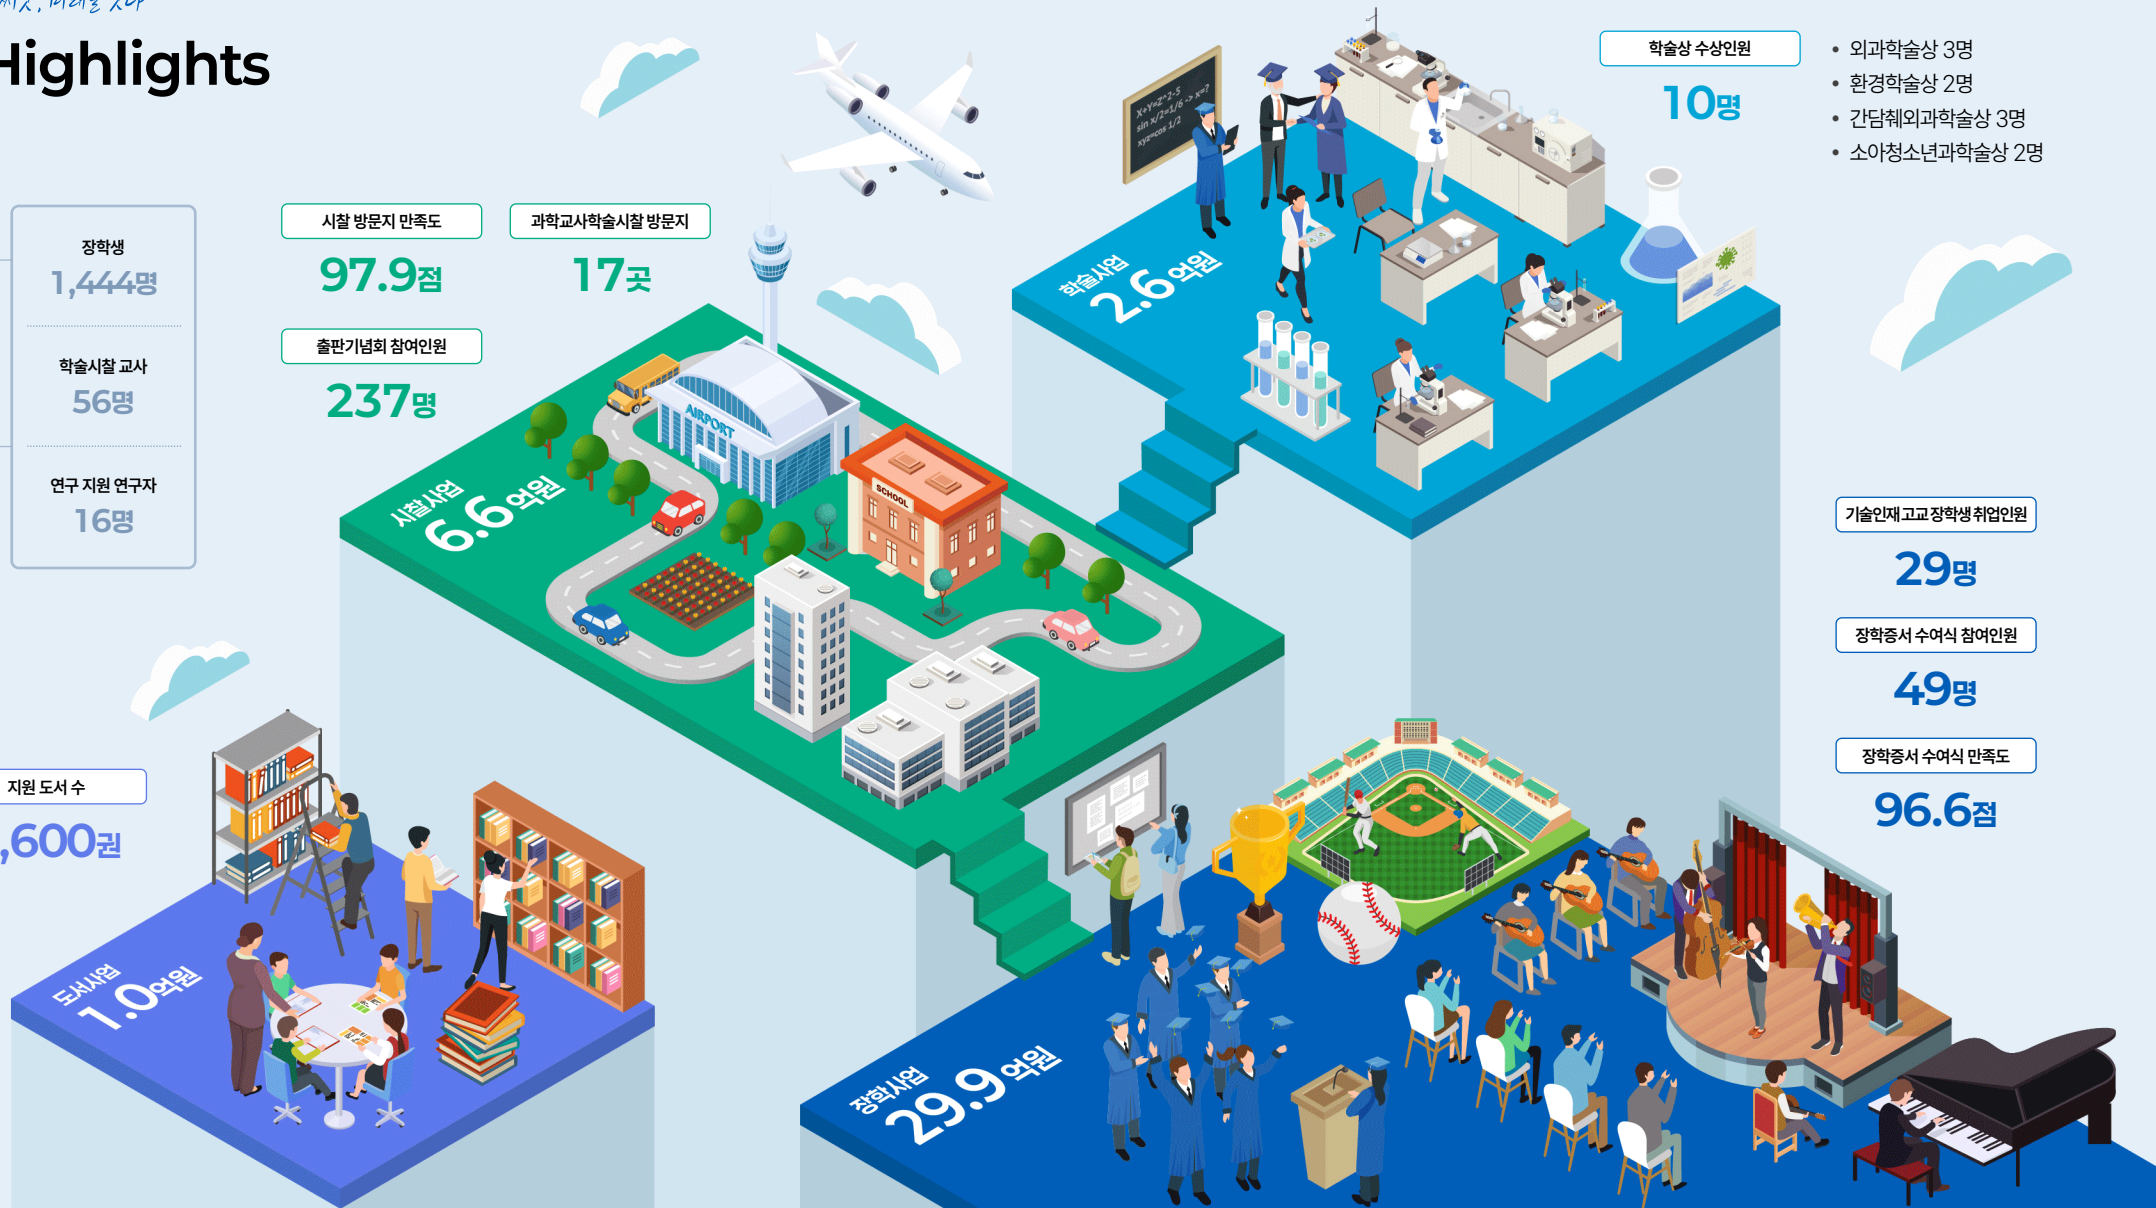 Highlights
장학생
1,444명
학술시찰 교사
56명
연구 지원 연구자
16명
시찰 방문지 만족도
97.9점
과학교사학술시찰 방문지
17곳
출판기념회 참여인원
237명
학술상 수상인원
10명
• 외과학술상 3명
• 환경학술상 2명
• 간담췌외과학술상 3명
• 소아청소년과학술상 2명
X+Y=Z^2-5
sin x/2=1/6 -> x=?
xyz=cos 1/2
학술사업
2.6억원
AIRPORT
SCHOOL
시찰사업
6.6억원
기술인재고교 장학생 취업인원
29명
장학증서 수여식 참여인원
49명
장학증서 수여식 만족도
96.6점
지원 도서 수
,600권
도서사업
1.0억원
장학사업
29.9억원